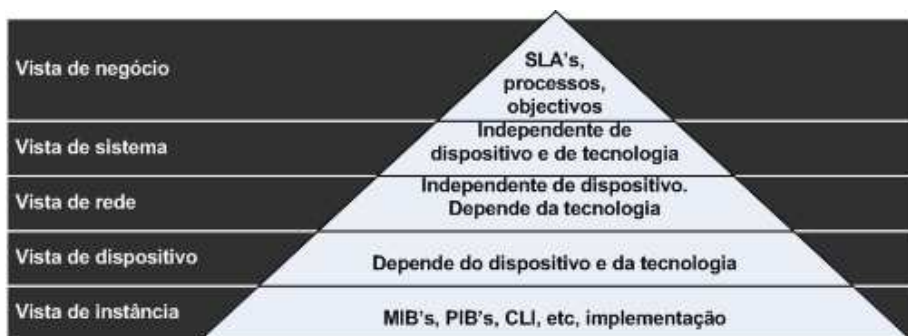 Vista de negócio
SLA's,
processos,
objectivos
Vista de sistema
Independente de
dispositivo e de tecnologia
Vista de rede
Independente de dispositivo.
Depende da tecnologia
Vista de dispositivo
Depende do dispositivo e da tecnologia
Vista de instância
MIB's, PIB's, CLI, etc, implementação